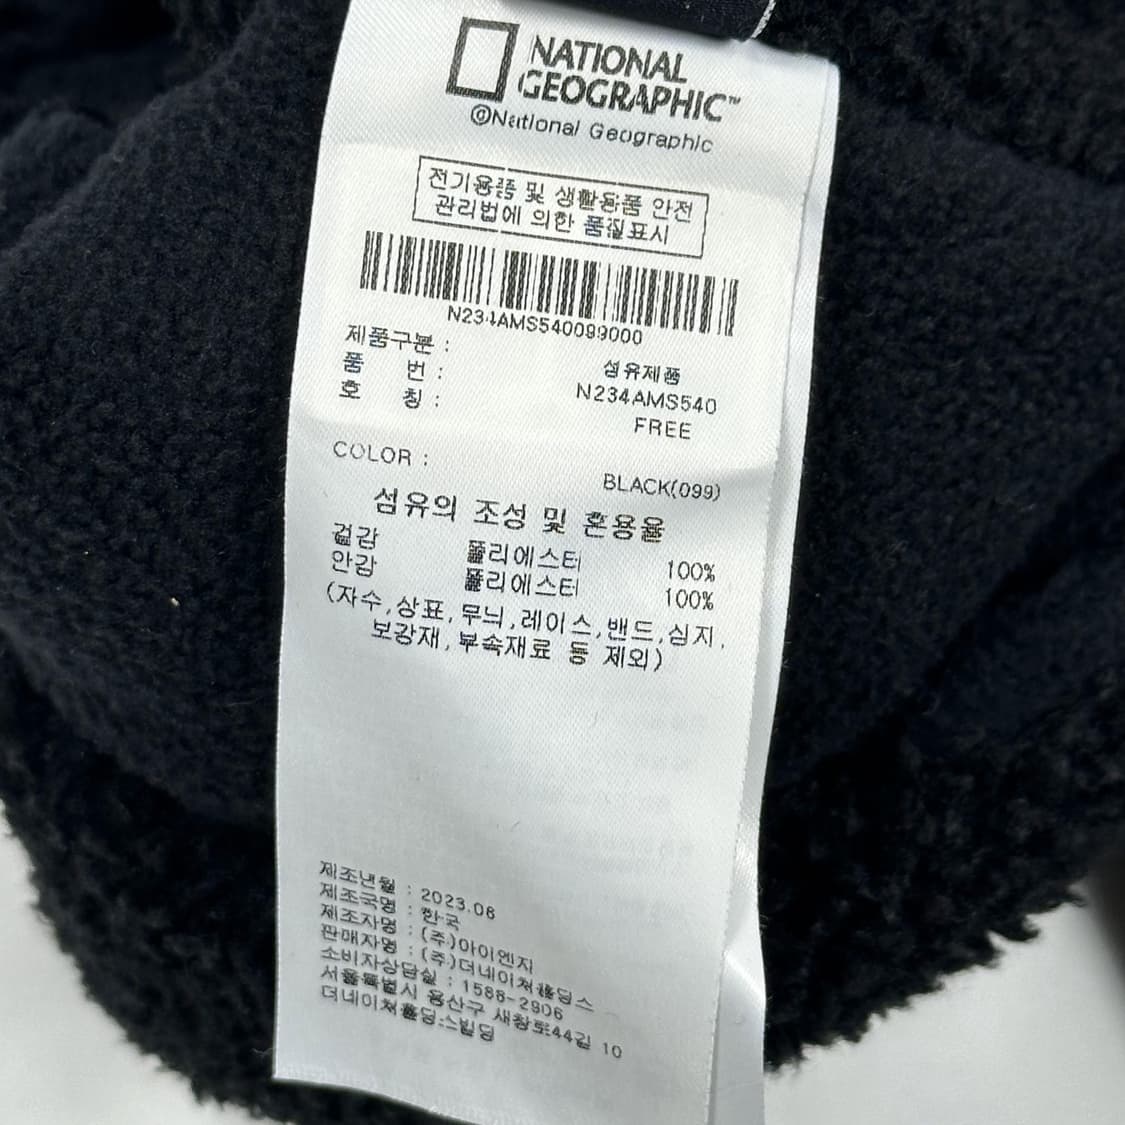 NATIONAL
GEOGRAPHIC™
©National Geographic
전기용품 및 생활용품 안전
관리법에 의한 품질표시
N234AMS540099000
제품구분 : 섬유제품
품 번 : N234AMS540
호 칭 : FREE
COLOR : BLACK(099)
섬유의 조성 및 혼용율
겉감 폴리에스터 100%
안감 폴리에스터 100%
(자수,상표,무늬,레이스,밴드,심지,
보강재,부속재료 등 제외)
제조년월 : 2023.06
제조국명 : 한국
제조자명 : (주)아이엔지
판매자명 : (주)더네이쳐홀딩스
소비자상담실 : 1588-2906
서울특별시 용산구 새창로44길 10
더네이쳐홀딩스빌딩